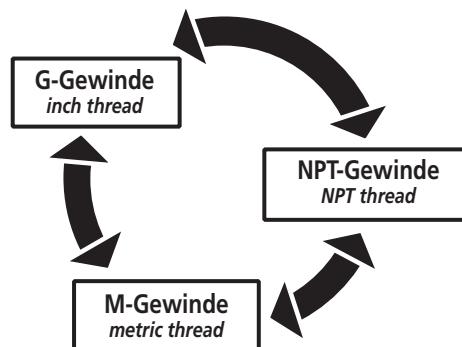 G-Gewinde
inch thread
NPT-Gewinde
NPT thread
M-Gewinde
metric thread